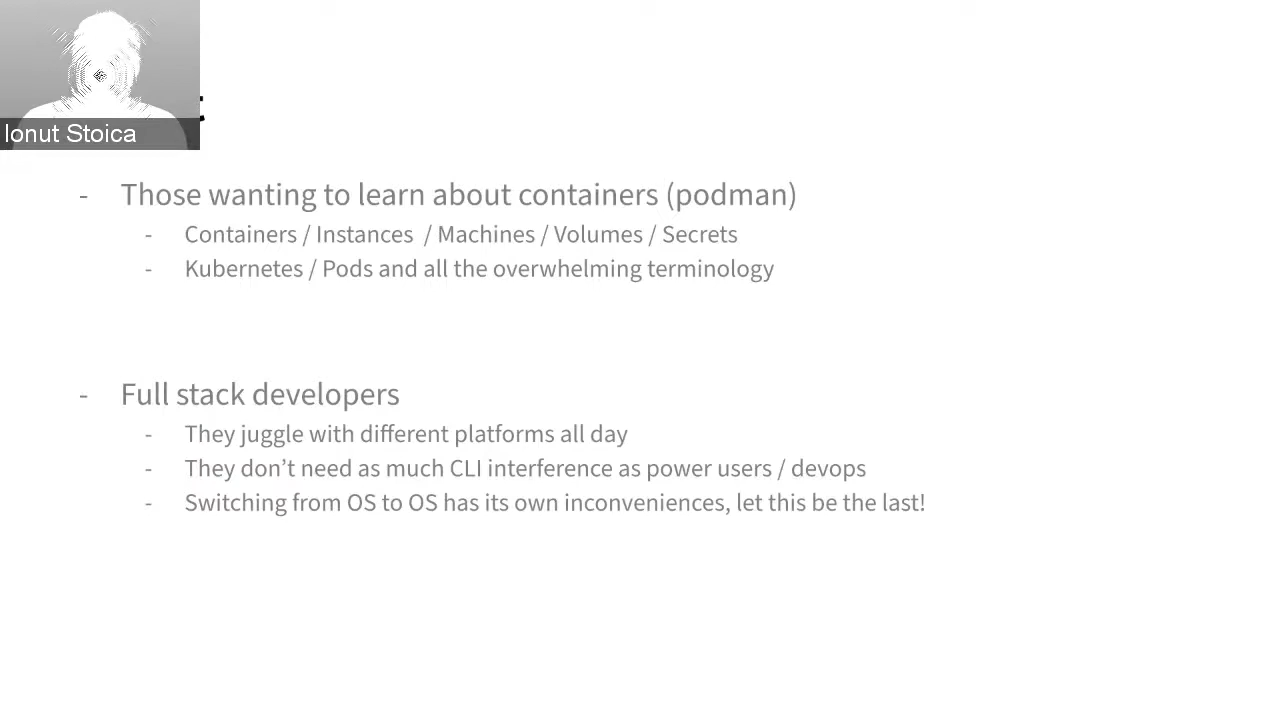 Ionut Stoica
- Those wanting to learn about containers (podman)
- Containers / Instances / Machines / Volumes / Secrets
- Kubernetes / Pods and all the overwhelming terminology
- Full stack developers
- They juggle with different platforms all day
- They don’t need as much CLI interference as power users / devops
- Switching from OS to OS has its own inconveniences, let this be the last!